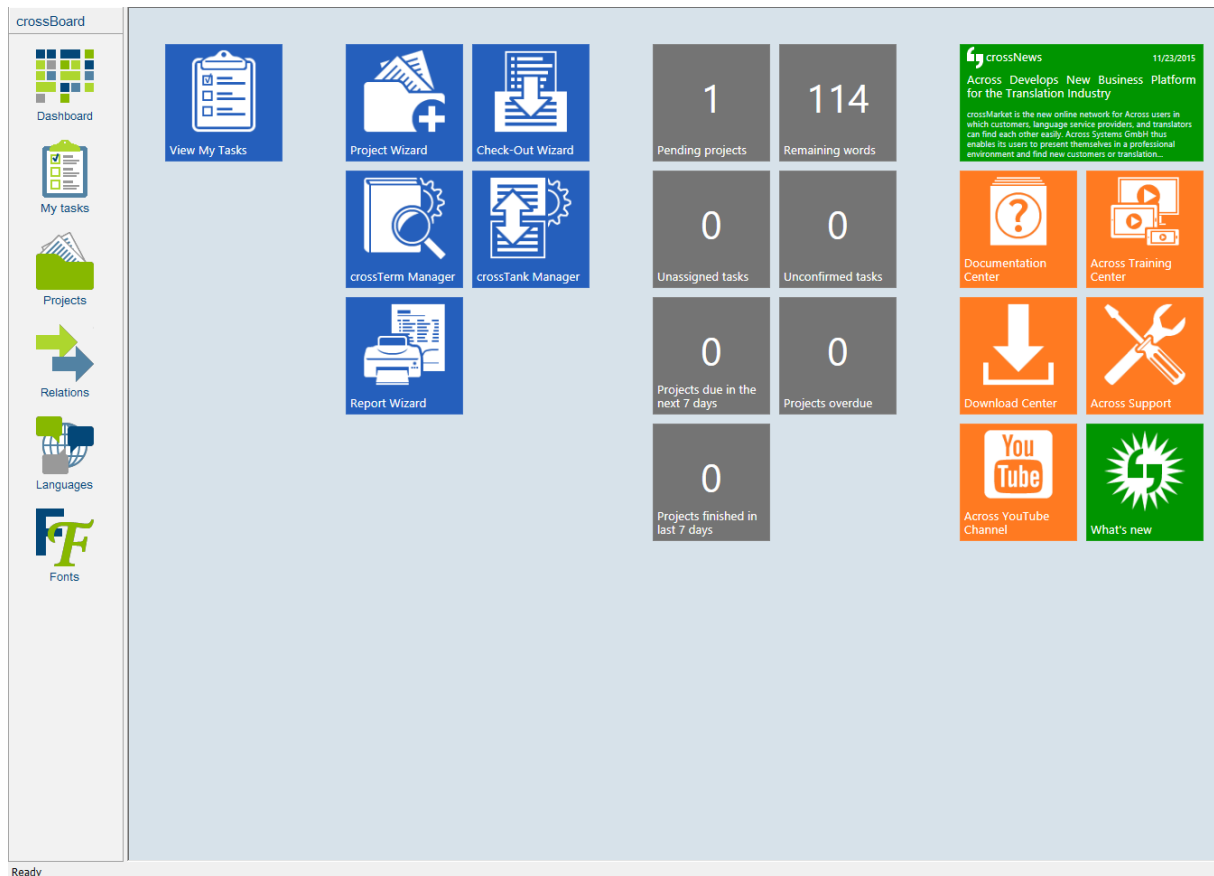 crossBoard
Dashboard
My tasks
Projects
Relations
Languages
Fonts
View My Tasks
Project Wizard
Check-Out Wizard
crossTerm Manager
crossTank Manager
Report Wizard
1
Pending projects
114
Remaining words
0
Unassigned tasks
0
Unconfirmed tasks
0
Projects due in the
next 7 days
0
Projects overdue
0
Projects finished in
last 7 days
crossNews 11/23/2015
Across Develops New Business Platform
for the Translation Industry
crossMarket is the new online network for Across users in
which customers, language service providers, and translators
can find each other easily. Across Systems GmbH thus
enables its users to present themselves in a professional
environment and find new customers or translation...
Documentation
Center
Across Training
Center
Download Center
Across Support
You
Tube
Across YouTube
Channel
What's new
Ready